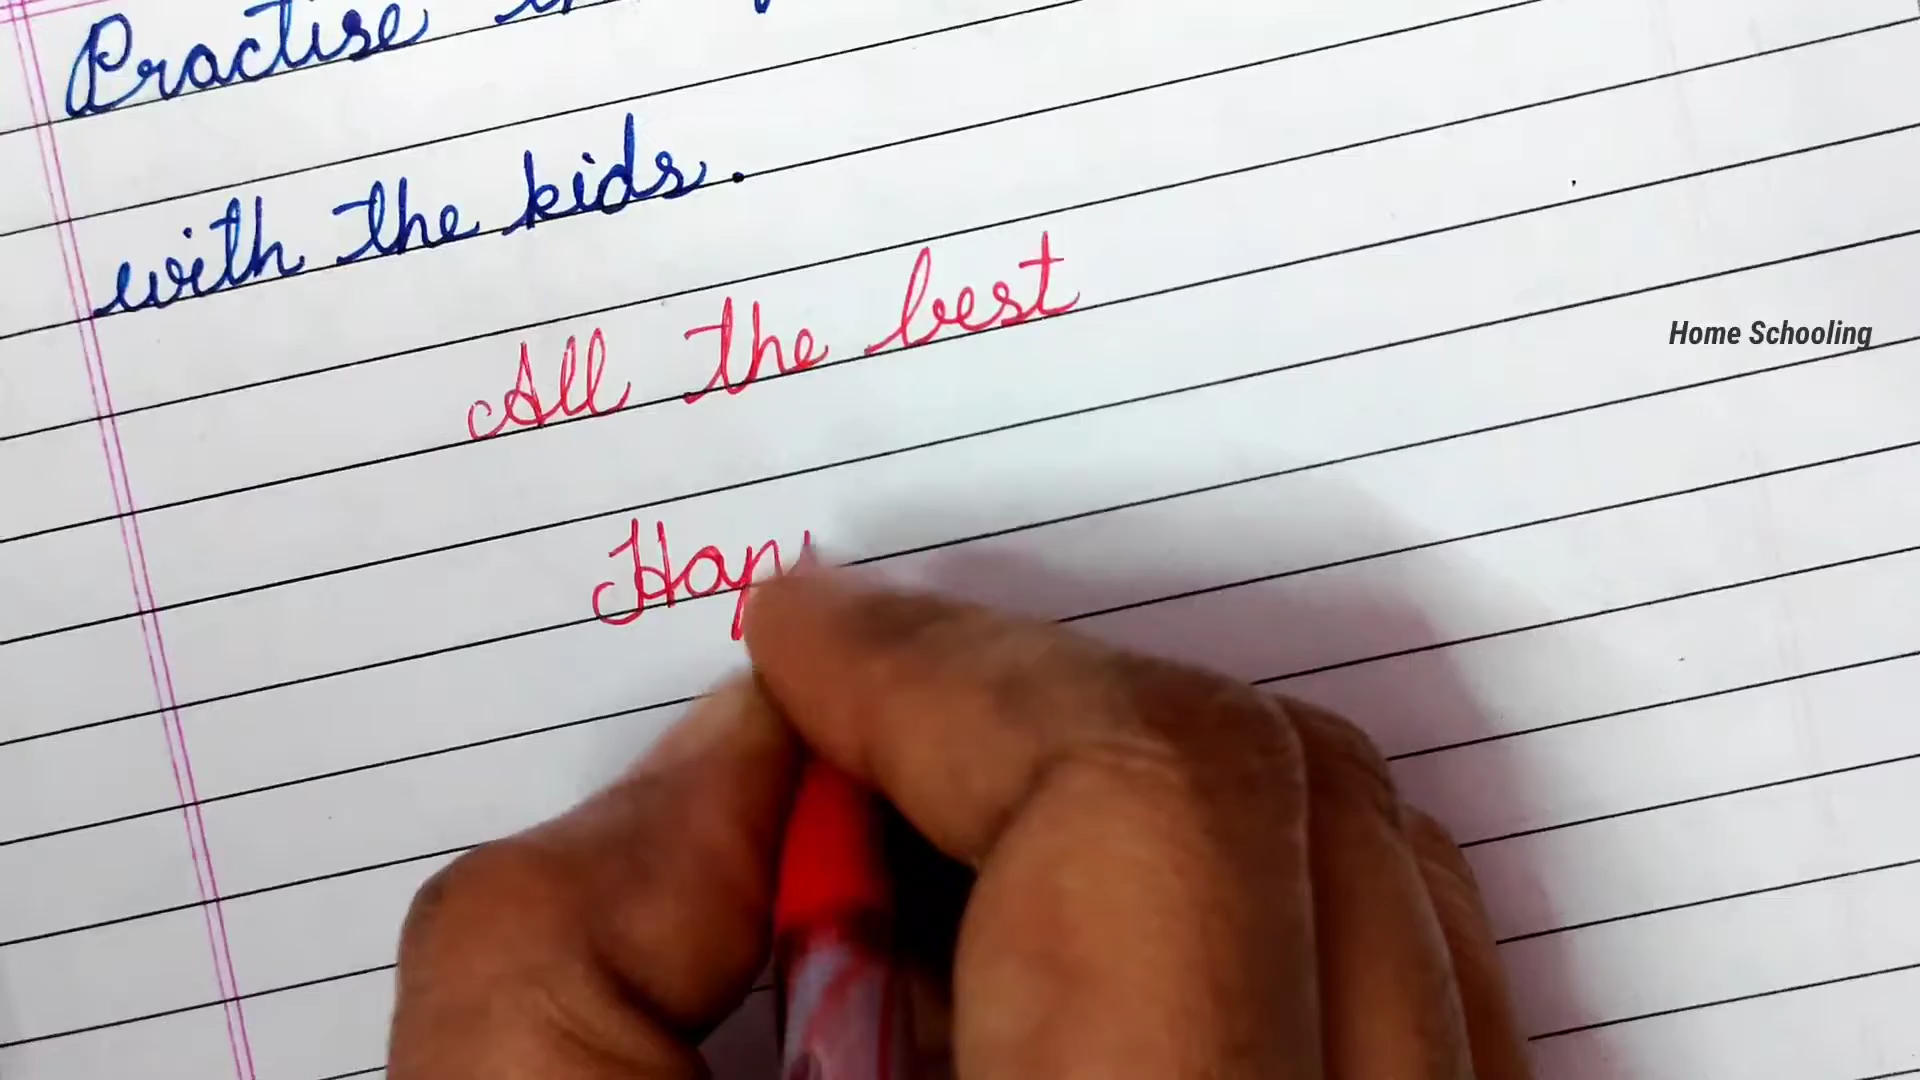 Practise
with the kids.
All the best
Home Schooling
Hap